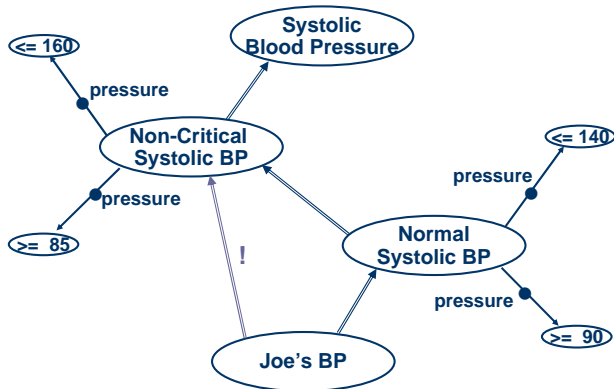 Systolic
Blood Pressure
<= 160
pressure
Non-Critical
Systolic BP
<= 140
pressure
pressure
>= 85
!
Normal
Systolic BP
pressure
>= 90
Joe's BP